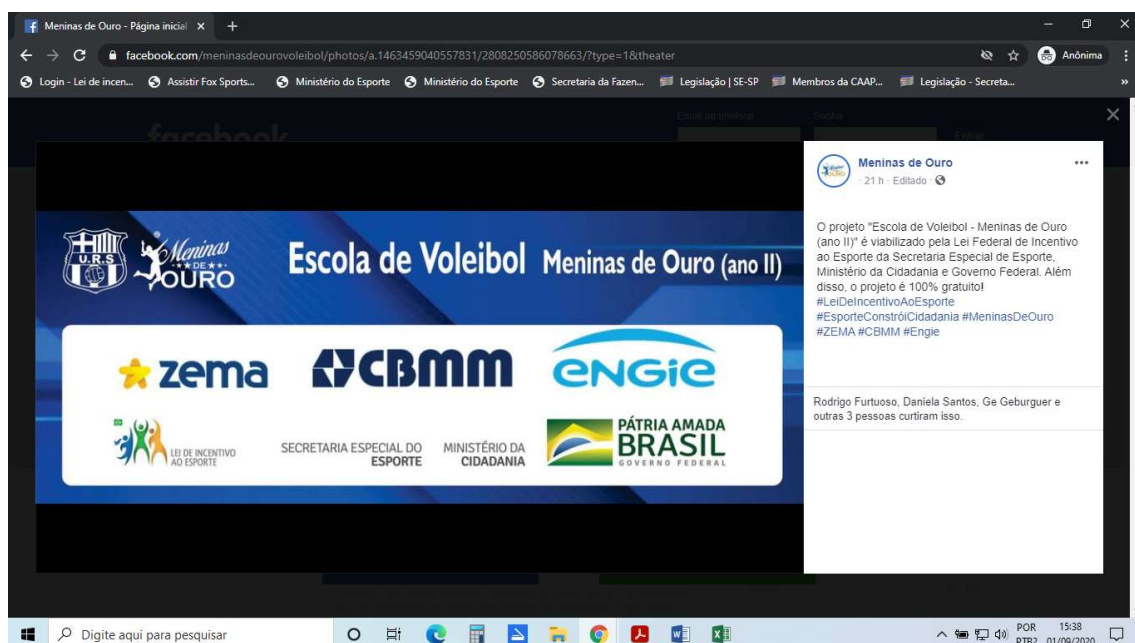 Meninas de Ouro - Página inicial
facebook.com/meninasdeourovoleibol/photos/a.1463459040557831/2808250586078663/?type=1&theater
Anônima
Login - Lei de incen...
Assistir Fox Sports...
Ministério do Esporte
Ministério do Esporte
Secretaria da Fazen...
Legislação | SE-SP
Membros da CAAP...
Legislação - Secreta...
facebook
Email ou telefone
Senha
Entrar
U.R.S
Meninas
DE
OURO
Escola de Voleibol Meninas de Ouro (ano II)
zema
CBMM
ENGIE
LEI DE INCENTIVO
AO ESPORTE
SECRETARIA ESPECIAL DO
ESPORTE
MINISTÉRIO DA
CIDADANIA
PÁTRIA AMADA
BRASIL
GOVERNO FEDERAL
Meninas de Ouro
21 h · Editado ·
O projeto "Escola de Voleibol - Meninas de Ouro
(ano II)" é viabilizado pela Lei Federal de Incentivo
ao Esporte da Secretaria Especial de Esporte,
Ministério da Cidadania e Governo Federal. Além
disso, o projeto é 100% gratuito!
#LeiDeIncentivoAoEsporte
#EsporteConstróiCidadania #MeninasDeOuro
#ZEMA #CBMM #Engie
Rodrigo Furtuoso, Daniela Santos, Ge Geburguer e
outras 3 pessoas curtiram isso.
Digite aqui para pesquisar
POR
PTB2
15:38
01/09/2020